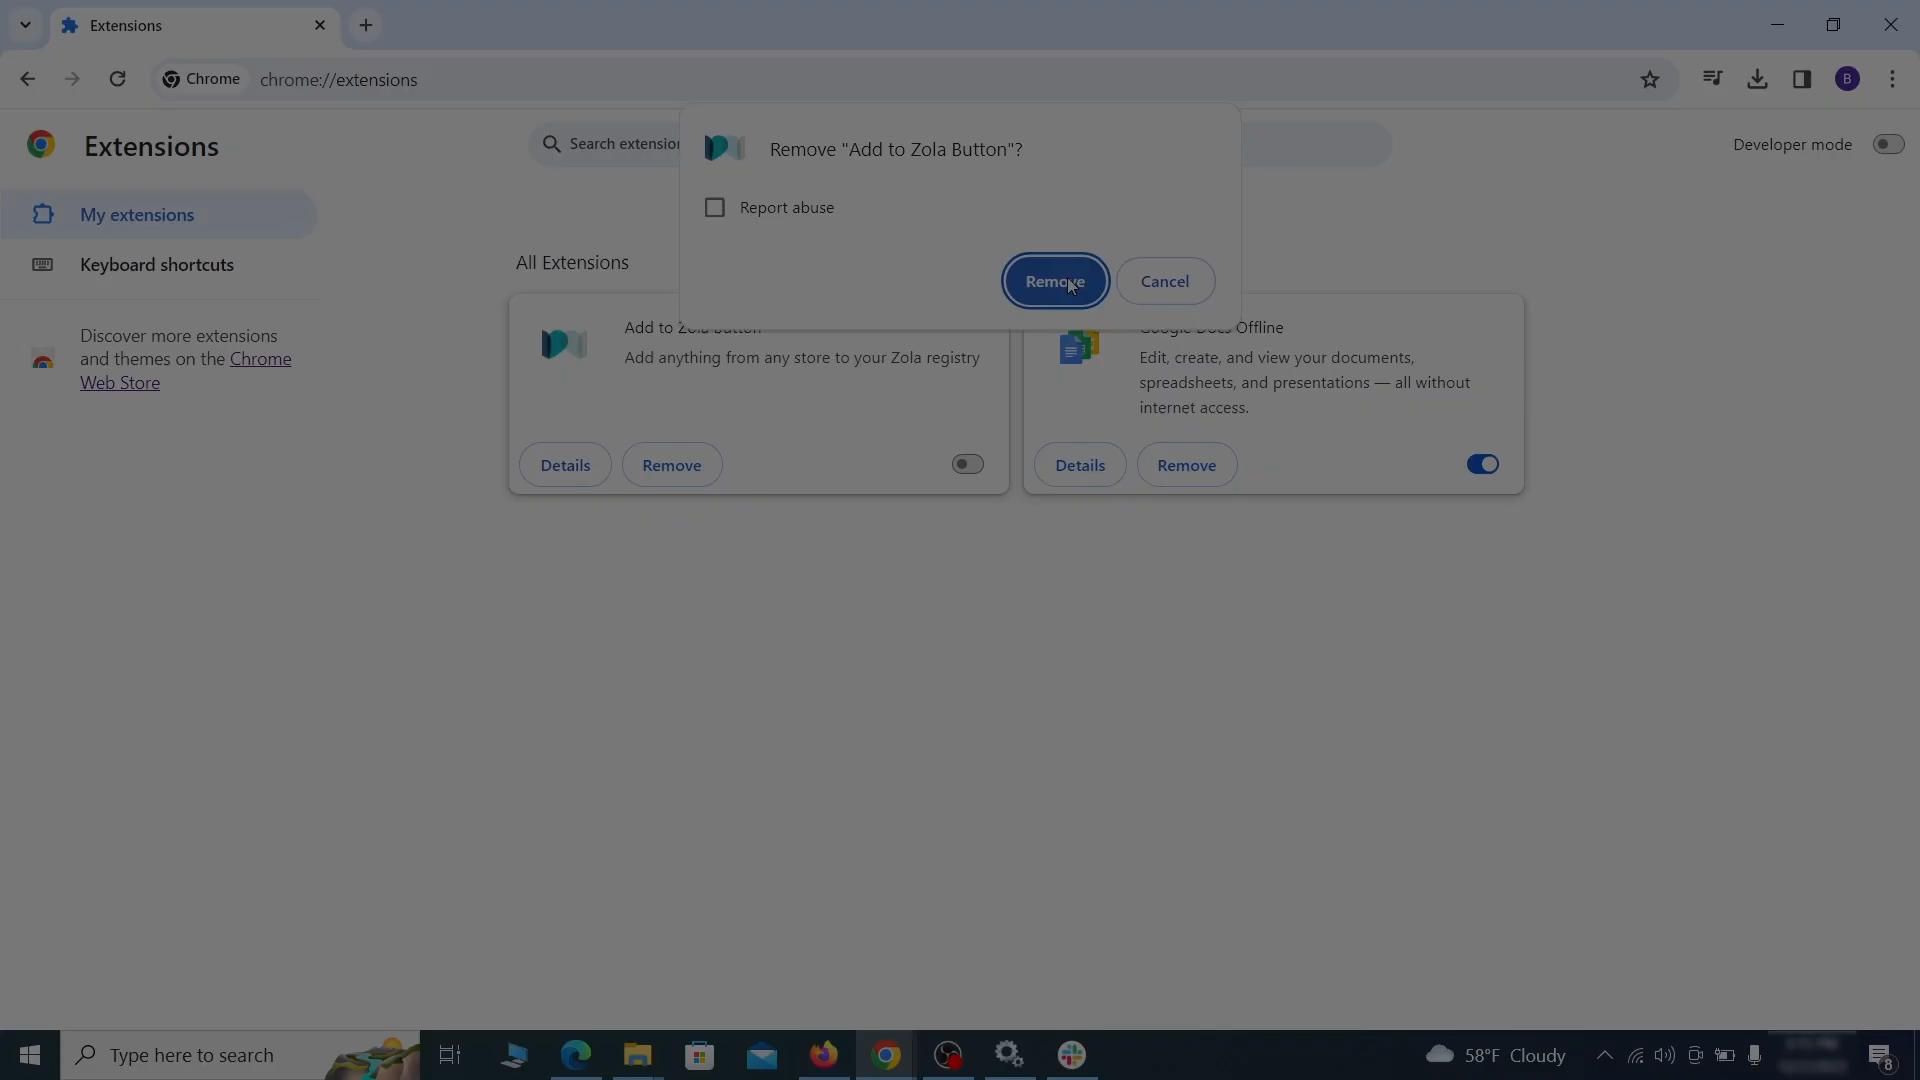 Extensions
Chrome
chrome://extensions
B
Extensions
Search extension
Developer mode
Remove "Add to Zola Button"?
Report abuse
Remove
Cancel
My extensions
Keyboard shortcuts
Discover more extensions
and themes on the Chrome
Web Store
All Extensions
Add to Zola button
Add anything from any store to your Zola registry
Details
Remove
Google Docs Offline
Edit, create, and view your documents,
spreadsheets, and presentations — all without
internet access.
Details
Remove
Type here to search
58°F Cloudy
8